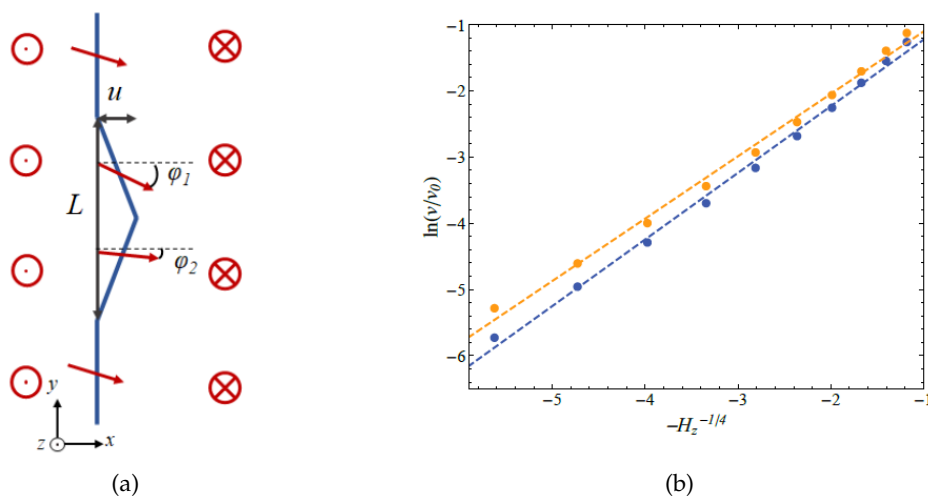 u
φ1
L
φ2
y
z
x
(a)
−1
−2
−3
−4
−5
−6
ln(v/v0)
−5
−4
−3
−2
−1
−Hz−1/4
(b)